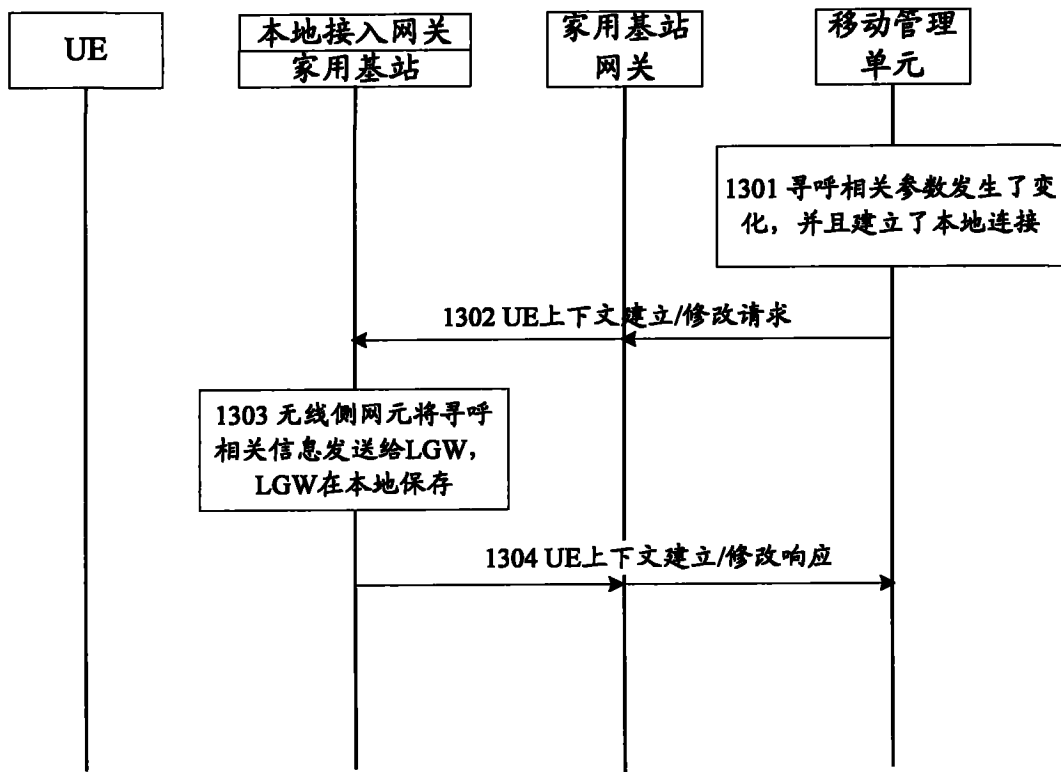 UE
本地接入网关
家用基站
家用基站
网关
移动管理
单元
1301 寻呼相关参数发生了变
化，并且建立了本地连接
1302 UE上下文建立/修改请求
1303 无线侧网元将寻呼
相关信息发送给LGW，
LGW在本地保存
1304 UE上下文建立/修改响应